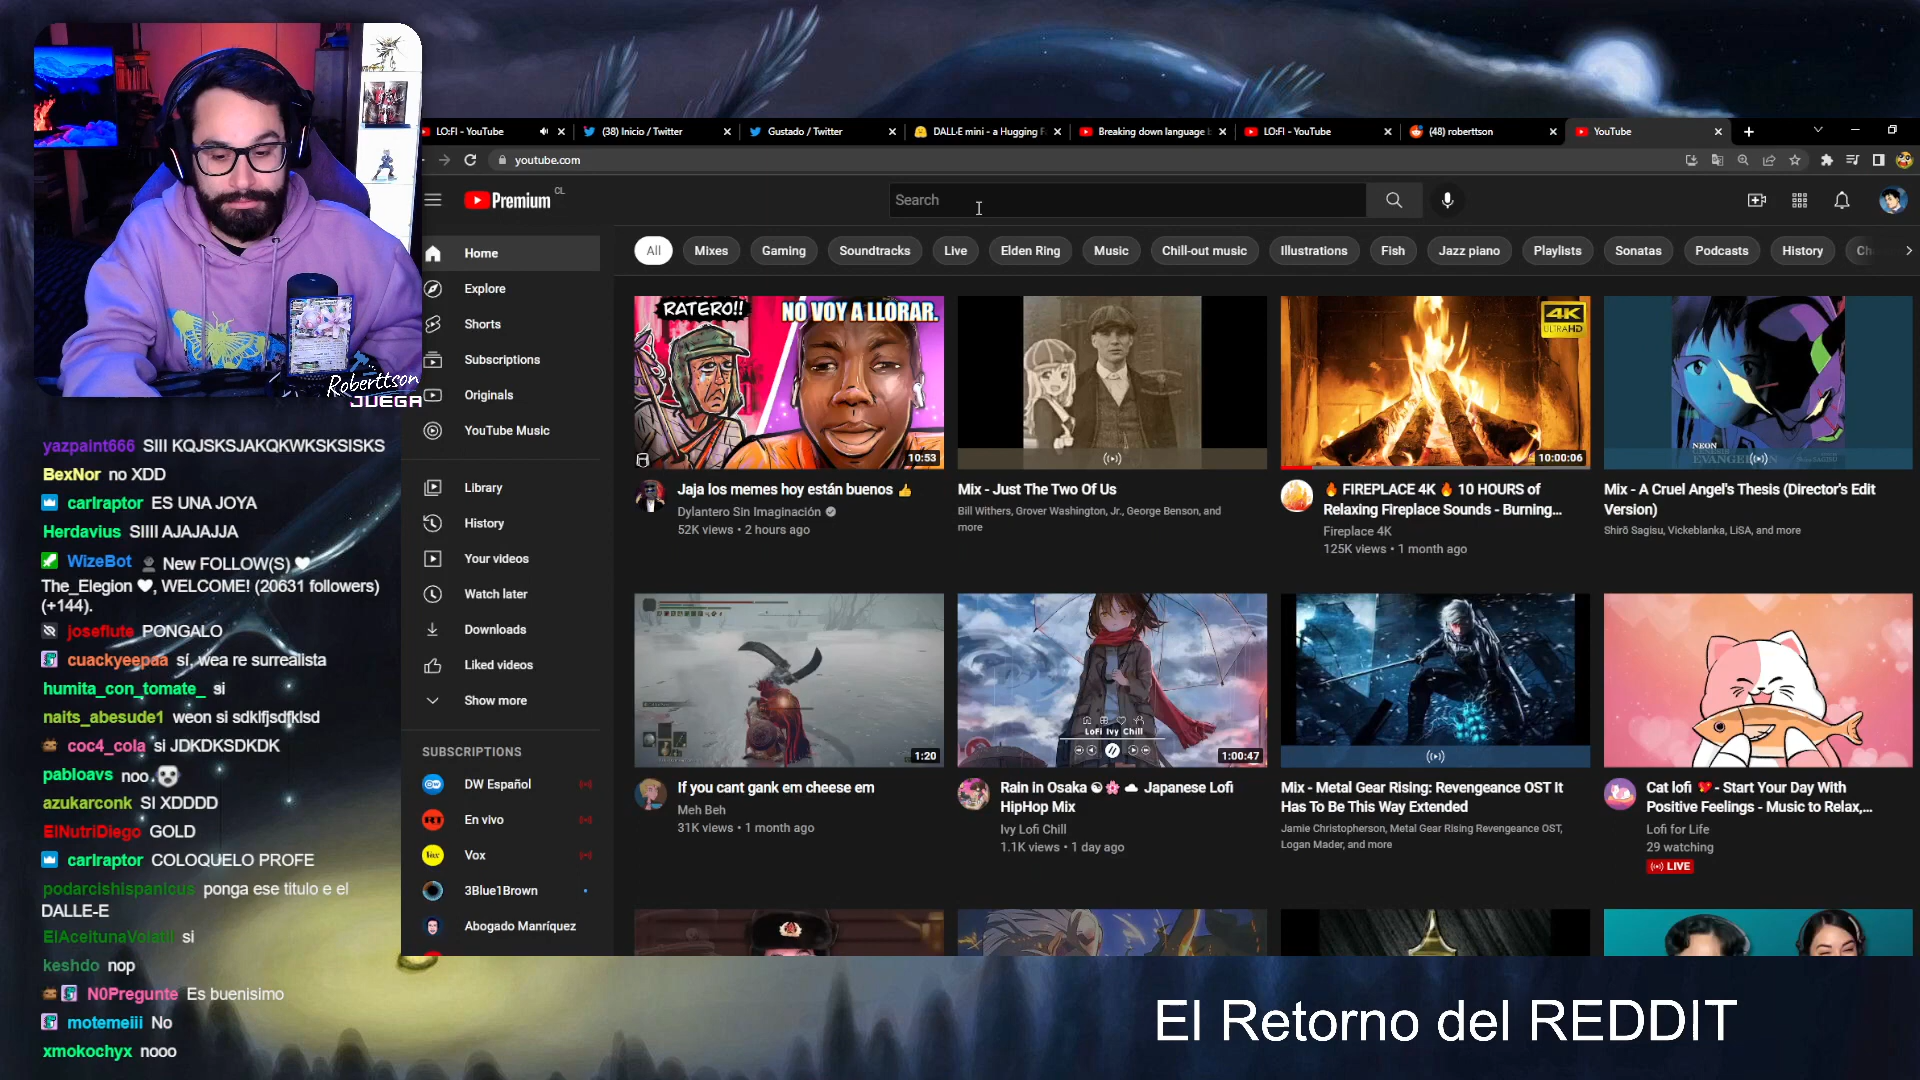 LO:FI - YouTube
(38) Inicio / Twitter
Gustado / Twitter
DALL·E mini - a Hugging F
Breaking down language b
LO:FI - YouTube
(48) roberttson
YouTube
youtube.com
Premium CL
Search
Home
Explore
Shorts
Subscriptions
Originals
YouTube Music
Library
History
Your videos
Watch later
Downloads
Liked videos
Show more
SUBSCRIPTIONS
DW Español
En vivo
Vox
3Blue1Brown
Abogado Manríquez
All
Mixes
Gaming
Soundtracks
Live
Elden Ring
Music
Chill-out music
Illustrations
Fish
Jazz piano
Playlists
Sonatas
Podcasts
History
RATERO!!
NO VOY A LLORAR.
10:53
Jaja los memes hoy están buenos 👍
Dylantero Sin Imaginación
52K views • 2 hours ago
Mix - Just The Two Of Us
Bill Withers, Grover Washington, Jr., George Benson, and
more
4K
ULTRA HD
10:00:06
🔥 FIREPLACE 4K 🔥 10 HOURS of
Relaxing Fireplace Sounds - Burning...
Fireplace 4K
125K views • 1 month ago
NEON
GENESIS
EVANGELION
Mix - A Cruel Angel's Thesis (Director's Edit
Version)
Shirō Sagisu, Vickeblanka, LiSA, and more
1:20
If you cant gank em cheese em
Meh Beh
31K views • 1 month ago
LoFi Ivy Chill
1:00:47
Rain in Osaka ☯🌸☁ Japanese Lofi
HipHop Mix
Ivy Lofi Chill
1.1K views • 1 day ago
Mix - Metal Gear Rising: Revengeance OST It
Has To Be This Way Extended
Jamie Christopherson, Metal Gear Rising Revengeance OST,
Logan Mader, and more
Cat lofi 💖 - Start Your Day With
Positive Feelings - Music to Relax,...
Lofi for Life
29 watching
LIVE
Roberttson
JUEGA
yazpaint666 SIII KQJSKSJAKQKWKSKSISKS
BexNor no XDD
carlraptor ES UNA JOYA
Herdavius SIIII AJAJAJJA
WizeBot New FOLLOW(S) ♥
The_Elegion ♥, WELCOME! (20631 followers)
(+144).
joseflute PONGALO
cuackyeepaa sí, wea re surrealista
humita_con_tomate_ si
naits_abesude1 weon si sdklfjsdfklsd
coc4_cola si JDKDKSDKDK
pabloavs noo
azukarconk SI XDDDD
ElNutriDiego GOLD
carlraptor COLOQUELO PROFE
podarcishispanicus ponga ese titulo e el
DALLE-E
ElAceitunaVolatil si
keshdo nop
N0Pregunte Es buenisimo
motemeiii No
xmokochyx nooo
El Retorno del REDDIT